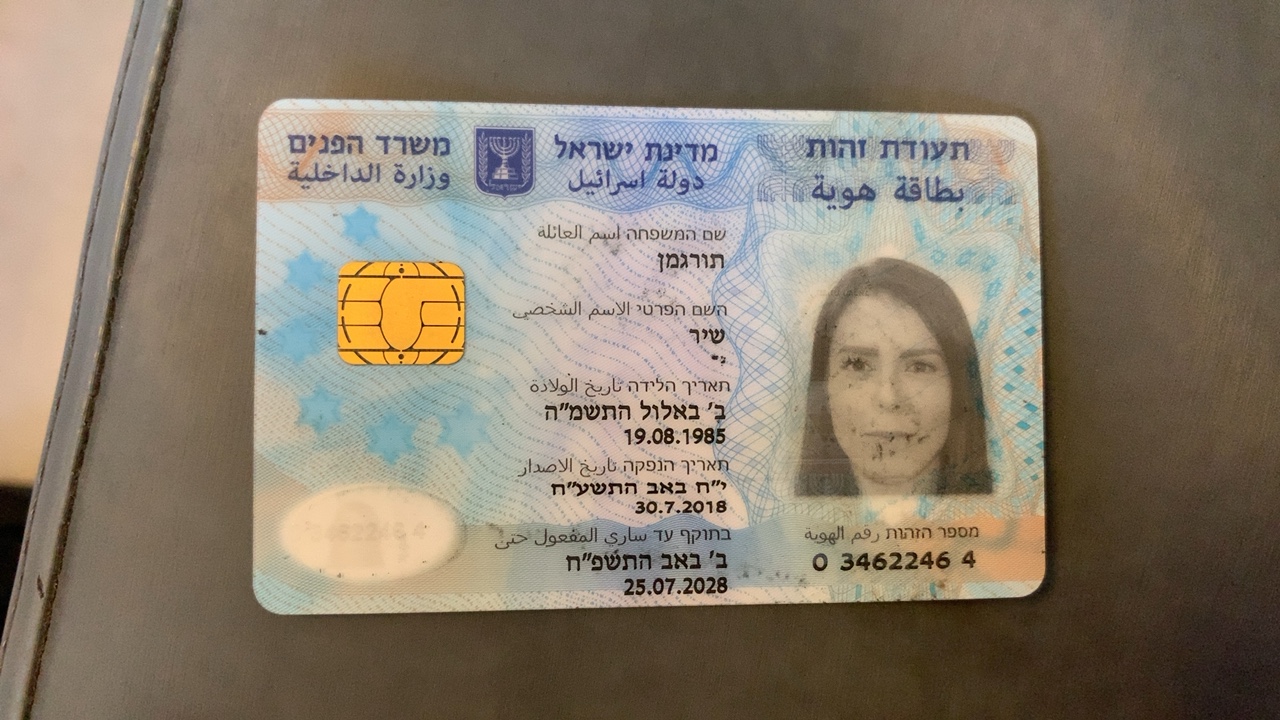 תעודת זהות
بطاقة هوية
מדינת ישראל
دولة اسرائيل
משרד הפנים
وزارة الداخلية
שם המשפחה اسم العائلة
תורגמן
השם הפרטי الاسم الشخصي
שיר
תאריך הלידה تاريخ الولادة
ב' באלול התשמ"ה
19.08.1985
תאריך הנפקה تاريخ الاصدار
י"ח באב התשע"ח
30.7.2018
בתוקף עד ساري المفعول حتى
ב' באב התשפ"ח
25.07.2028
מספר הזהות رقم الهوية
0 3462246 4